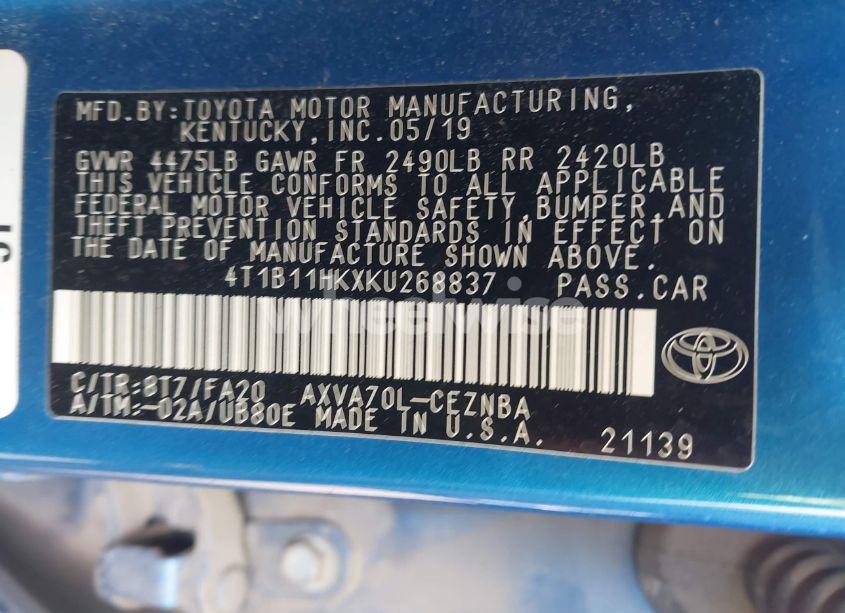 MFD.BY:TOYOTA MOTOR MANUFACTURING,
KENTUCKY,INC.05/19
GVWR 4475LB GAWR FR 2490LB RR 2420LB
THIS VEHICLE CONFORMS TO ALL APPLICABLE
FEDERAL MOTOR VEHICLE SAFETY,BUMPER,AND
THEFT PREVENTION STANDARDS IN EFFECT ON
THE DATE OF MANUFACTURE SHOWN ABOVE.
4T1B11HKXKU268837 PASS.CAR
wheelwise
C/TR:8T7/FA20 AXVA70L-CEZNBA
A/TM:-02A/UB80E MADE IN U.S.A. 21139